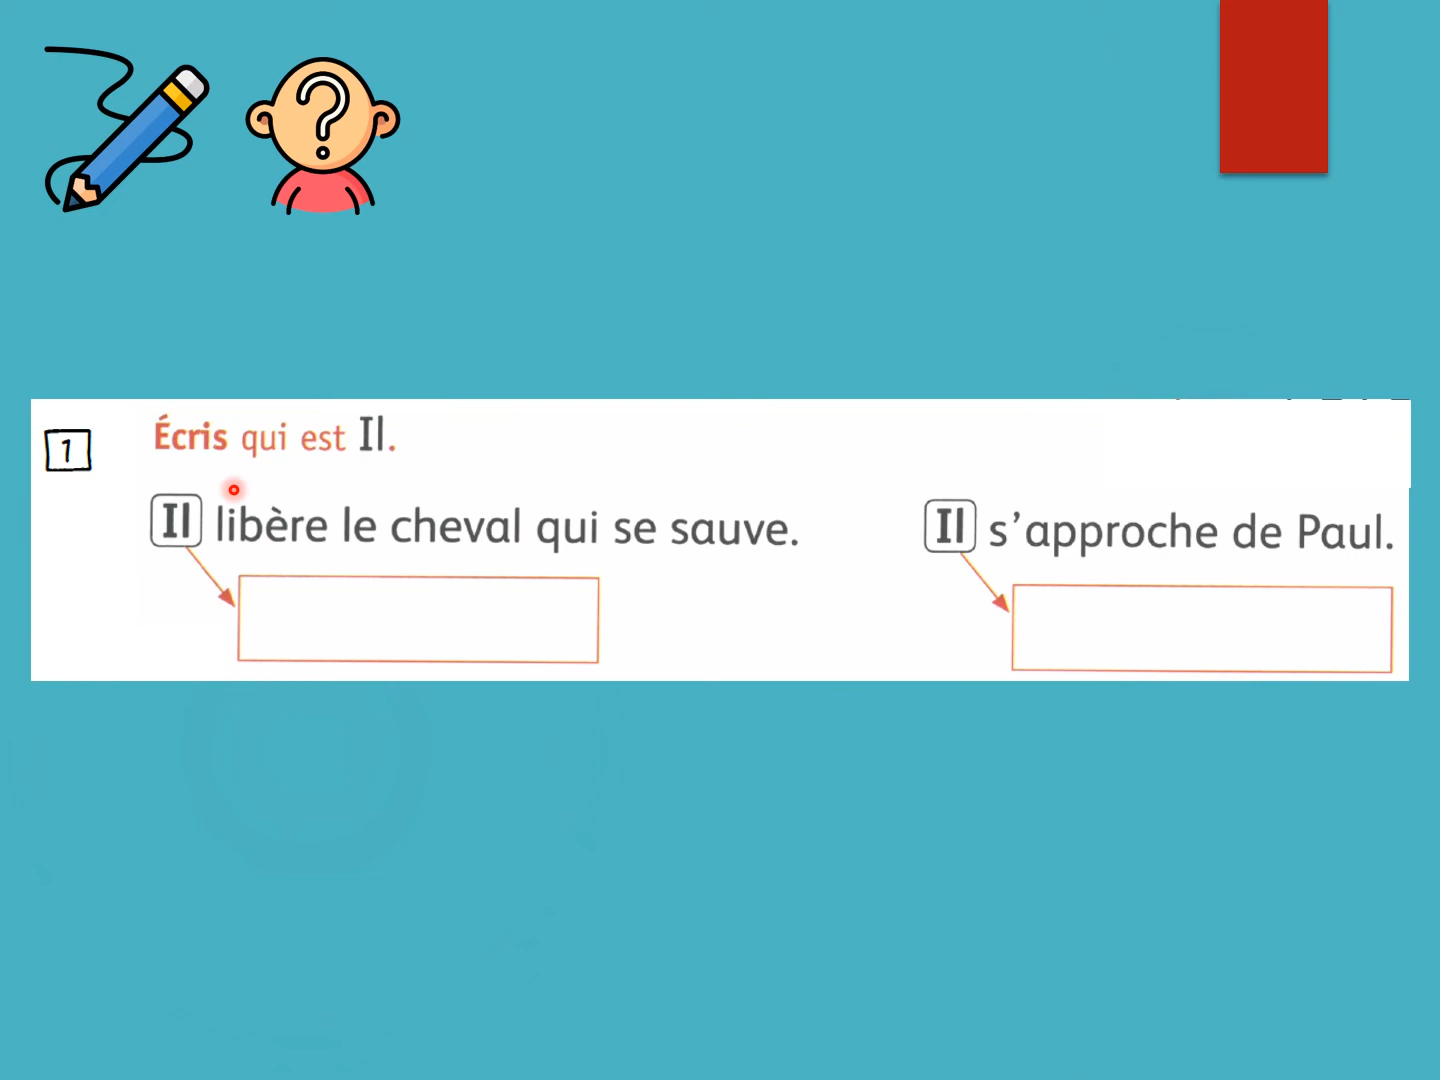 ?
1
Écris qui est Il.
Il libère le cheval qui se sauve.
Il s'approche de Paul.